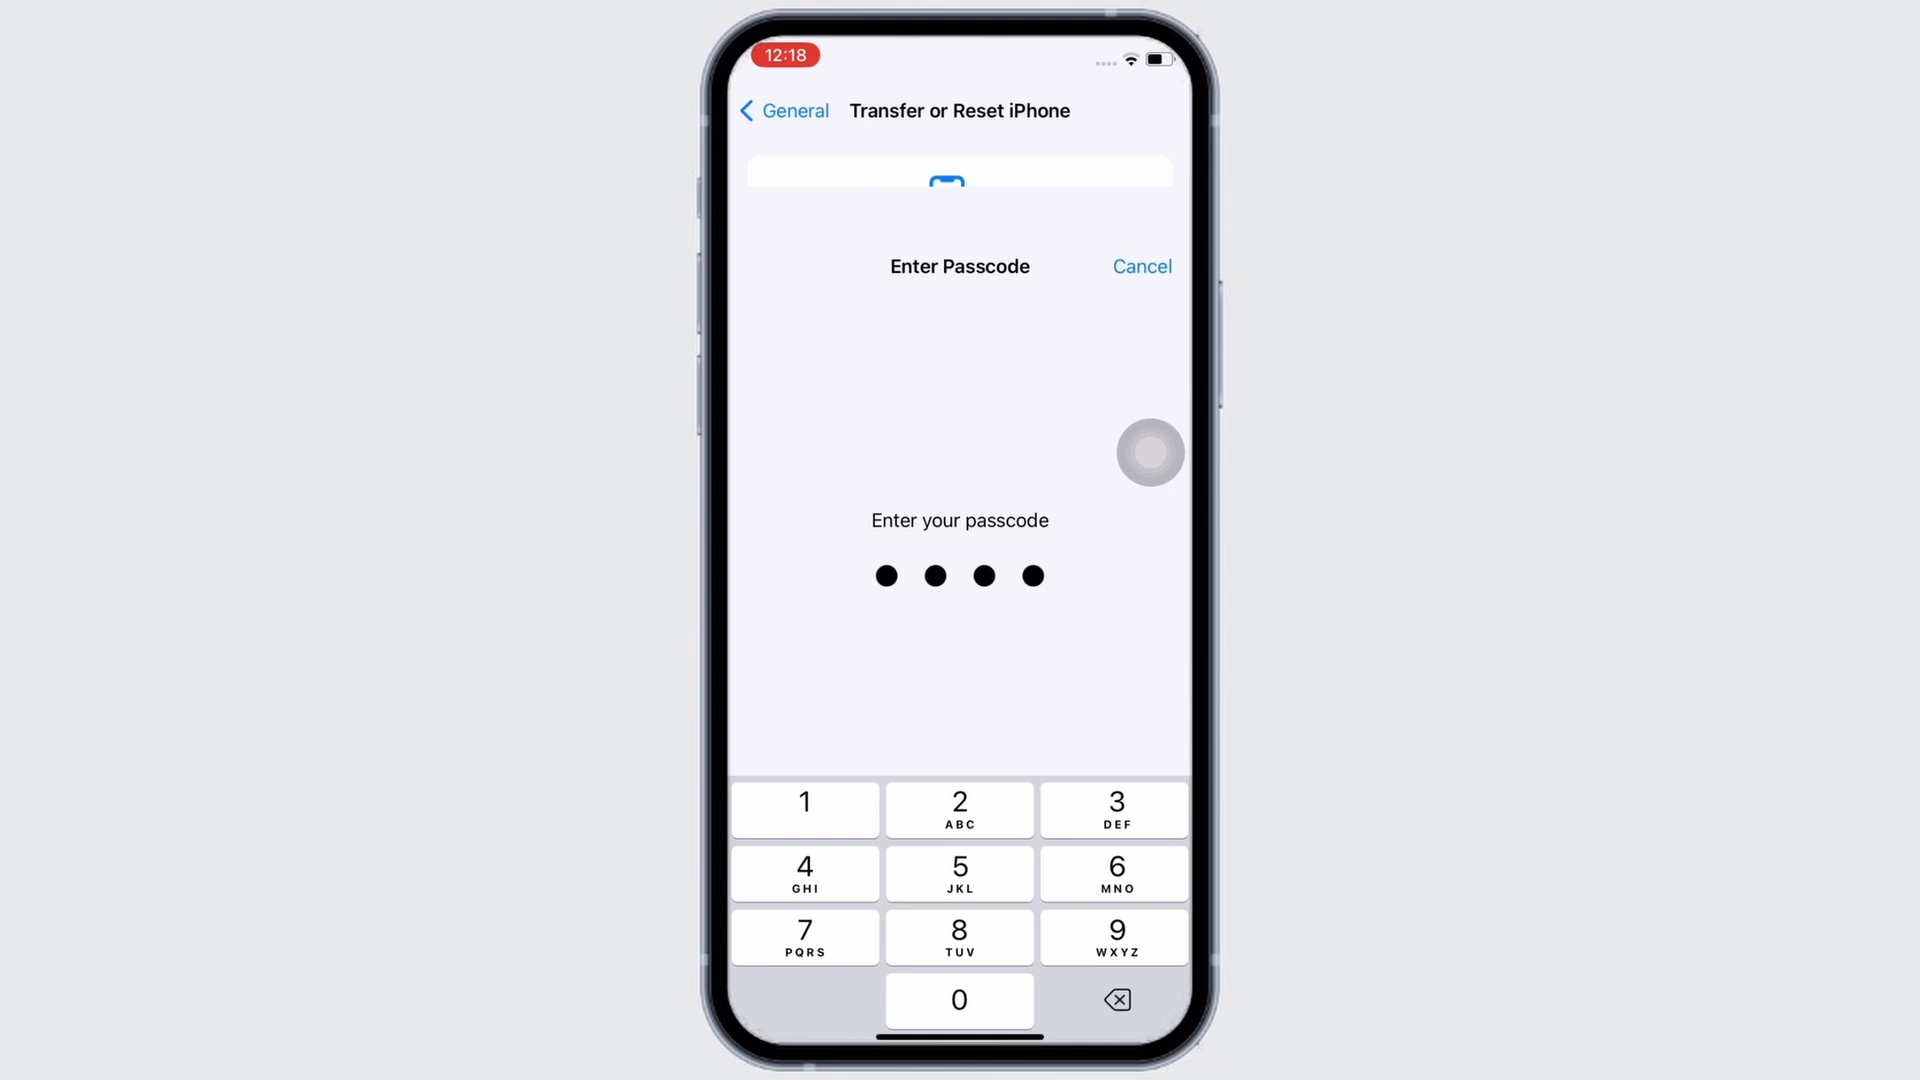 12:18
General
Transfer or Reset iPhone
Enter Passcode
Cancel
Enter your passcode
1
2
ABC
3
DEF
4
GHI
5
JKL
6
MNO
7
PQRS
8
TUV
9
WXYZ
0